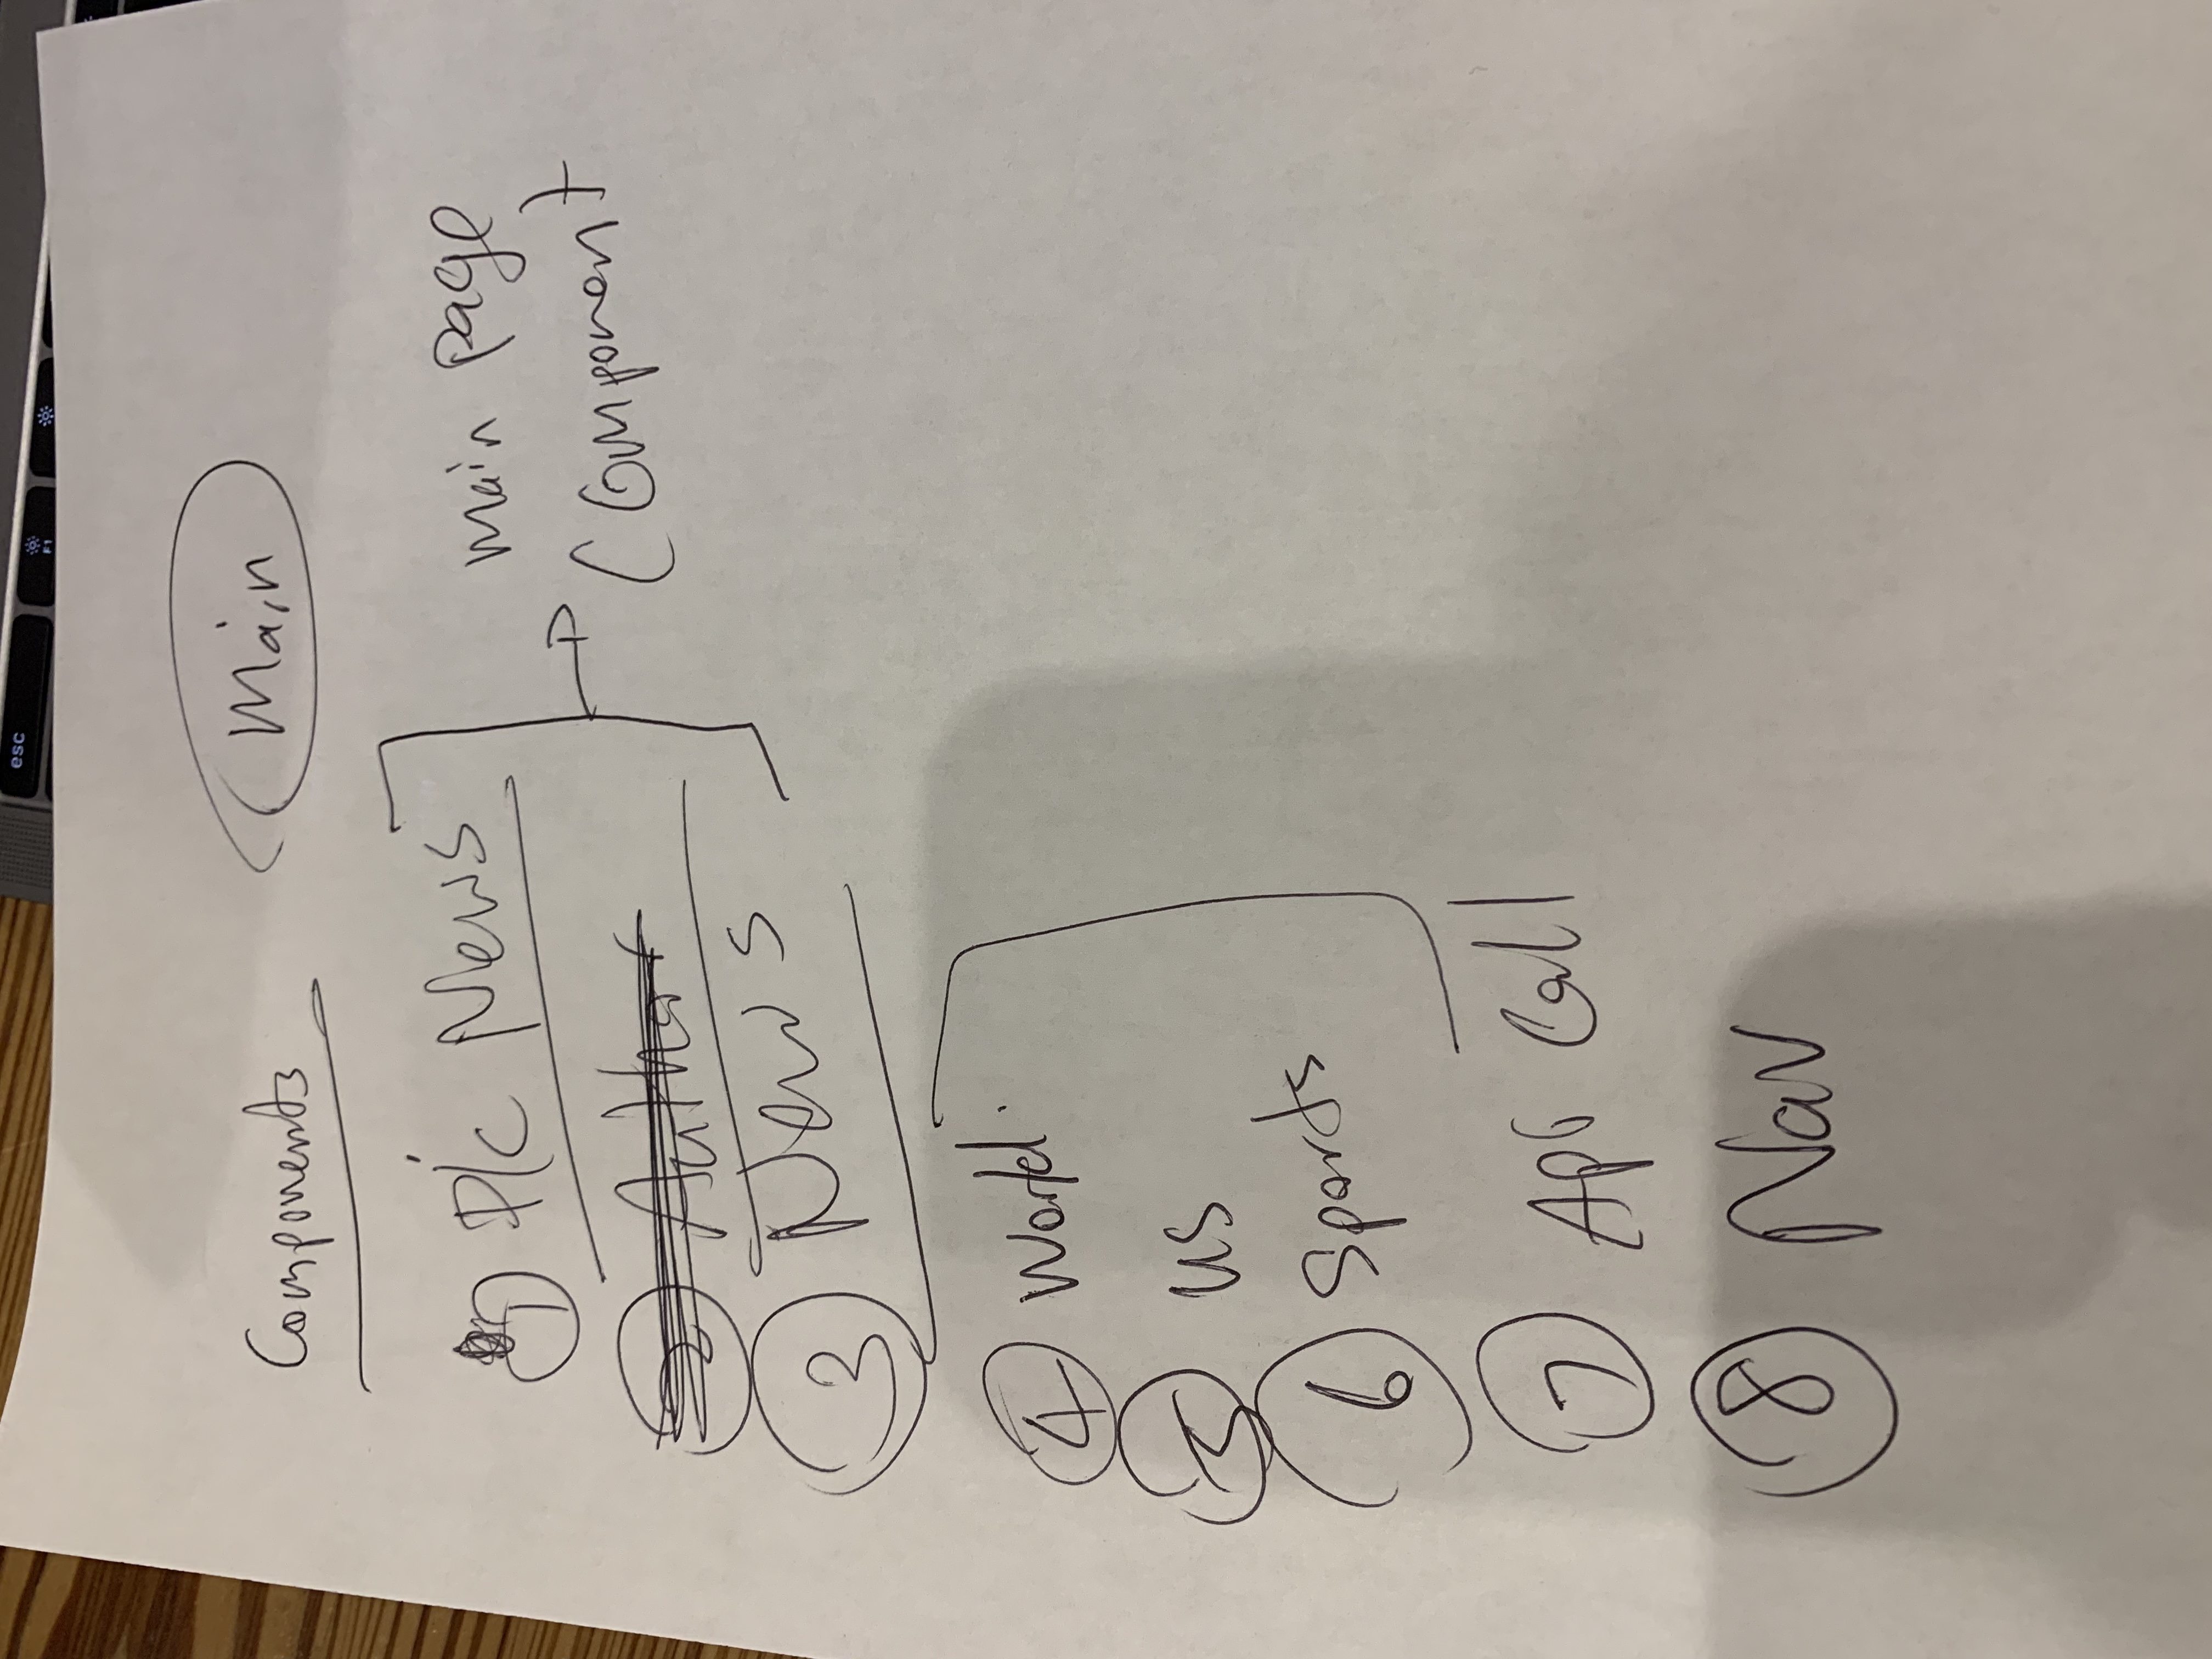 esc
F1
Components
Main
1 Pic News
2 Author
3 News
main page
(Component)
4 World.
5 US
6 Sports
7 Api Call
8 Nav